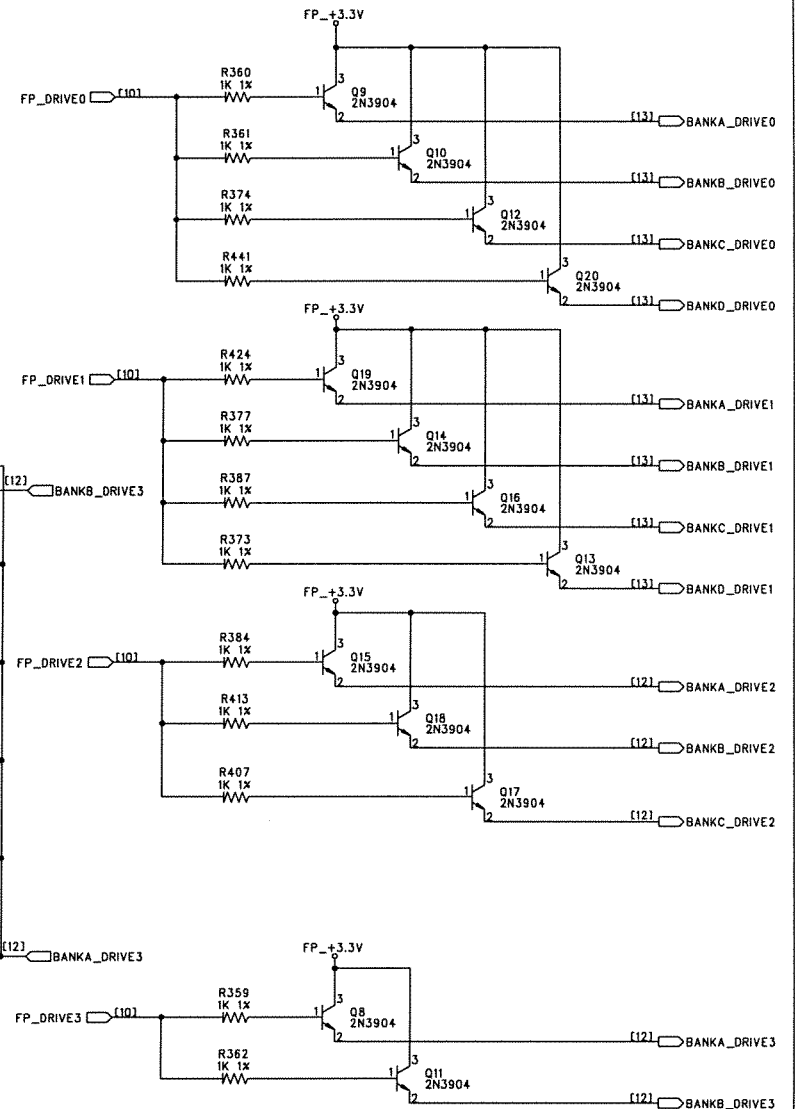 FP_+3.3V
R360
1K 1%
FP_DRIVE0 [10]
1
3
Q9
2N3904
2
[13] BANKA_DRIVE0
R361
1K 1%
1
3
Q10
2N3904
2
[13] BANKB_DRIVE0
R374
1K 1%
1
3
Q12
2N3904
2
[13] BANKC_DRIVE0
R441
1K 1%
1
3
Q20
2N3904
2
[13] BANKD_DRIVE0
FP_+3.3V
R424
1K 1%
FP_DRIVE1 [10]
1
3
Q19
2N3904
2
[13] BANKA_DRIVE1
R377
1K 1%
1
3
Q14
2N3904
2
[13] BANKB_DRIVE1
[12] BANKB_DRIVE3
R387
1K 1%
1
3
Q16
2N3904
2
[13] BANKC_DRIVE1
R373
1K 1%
1
3
Q13
2N3904
2
[13] BANKD_DRIVE1
FP_+3.3V
R384
1K 1%
FP_DRIVE2 [10]
1
3
Q15
2N3904
2
[12] BANKA_DRIVE2
R413
1K 1%
1
3
Q18
2N3904
2
[12] BANKB_DRIVE2
R407
1K 1%
1
3
Q17
2N3904
2
[12] BANKC_DRIVE2
[12] BANKA_DRIVE3
FP_+3.3V
R359
1K 1%
FP_DRIVE3 [10]
1
3
Q8
2N3904
2
[12] BANKA_DRIVE3
R362
1K 1%
1
3
Q11
2N3904
2
[12] BANKB_DRIVE3